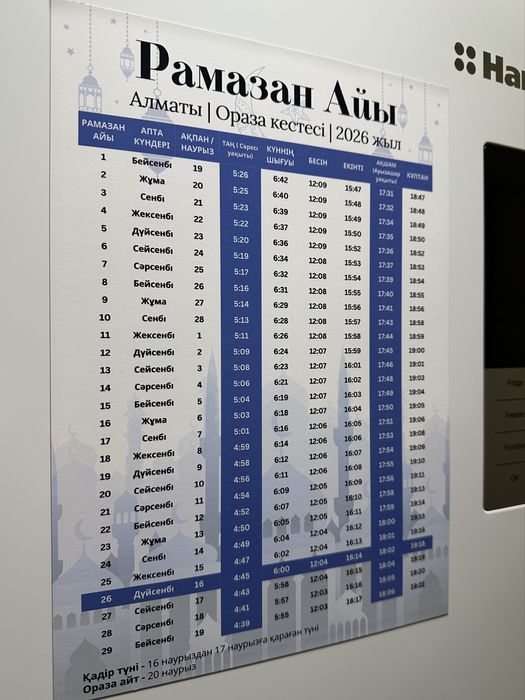 Рамазан Айы
Алматы | Ораза кестесі | 2026 жыл
РАМАЗАН АЙЫ АПТА КҮНДЕРІ АҚПАН / НАУРЫЗ ТАҢ (Сәресі уақыты) КҮННІҢ ШЫҒУЫ БЕСІН ЕКІНТІ АҚШАМ (Ауызашар уақыты) ҚҰПТАН
1 Бейсенбі 19 5:26 6:42 12:09 15:47 17:31 18:47
2 Жұма 20 5:25 6:40 12:09 15:48 17:32 18:48
3 Сенбі 21 5:23 6:39 12:09 15:49 17:34 18:49
4 Жексенбі 22 5:22 6:37 12:09 15:50 17:35 18:50
5 Дүйсенбі 23 5:20 6:36 12:09 15:52 17:36 18:52
6 Сейсенбі 24 5:19 6:34 12:08 15:53 17:37 18:53
7 Сәрсенбі 25 5:17 6:32 12:08 15:54 17:39 18:54
8 Бейсенбі 26 5:16 6:31 12:08 15:55 17:40 18:55
9 Жұма 27 5:14 6:29 12:08 15:56 17:41 18:56
10 Сенбі 28 5:13 6:28 12:08 15:57 17:43 18:58
11 Жексенбі 1 5:11 6:26 12:08 15:58 17:44 18:59
12 Дүйсенбі 2 5:09 6:24 12:07 15:59 17:45 19:00
13 Сейсенбі 3 5:08 6:23 12:07 16:01 17:46 19:01
14 Сәрсенбі 4 5:06 6:21 12:07 16:02 17:48 19:03
15 Бейсенбі 5 5:04 6:19 12:07 16:03 17:49 19:04
16 Жұма 6 5:03 6:18 12:07 16:04 17:50 19:05
17 Сенбі 7 5:01 6:16 12:06 16:05 17:51 19:06
18 Жексенбі 8 4:59 6:14 12:06 16:06 17:53 19:08
19 Дүйсенбі 9 4:58 6:12 12:06 16:07 17:54 19:09
20 Сейсенбі 10 4:56 6:11 12:06 16:08 17:55 19:10
21 Сәрсенбі 11 4:54 6:09 12:05 16:09 17:56 19:11
22 Бейсенбі 12 4:52 6:07 12:05 16:10 17:58 19:13
23 Жұма 13 4:50 6:05 12:05 16:11 17:59 19:14
24 Сенбі 14 4:49 6:04 12:04 16:12 18:00 19:15
25 Жексенбі 15 4:47 6:02 12:04 16:13 18:01 19:16
26 Дүйсенбі 16 4:45 6:00 12:04 16:14 18:02 19:18
27 Сейсенбі 17 4:43 5:58 12:04 16:15 18:04
28 Сәрсенбі 18 4:41 5:57 12:03 16:16 18:05 19:20
29 Бейсенбі 19 4:39 5:55 12:03 16:17 18:06 19:22
Қадір түні - 16 наурыздан 17 наурызға қараған түні
Ораза айт - 20 наурыз